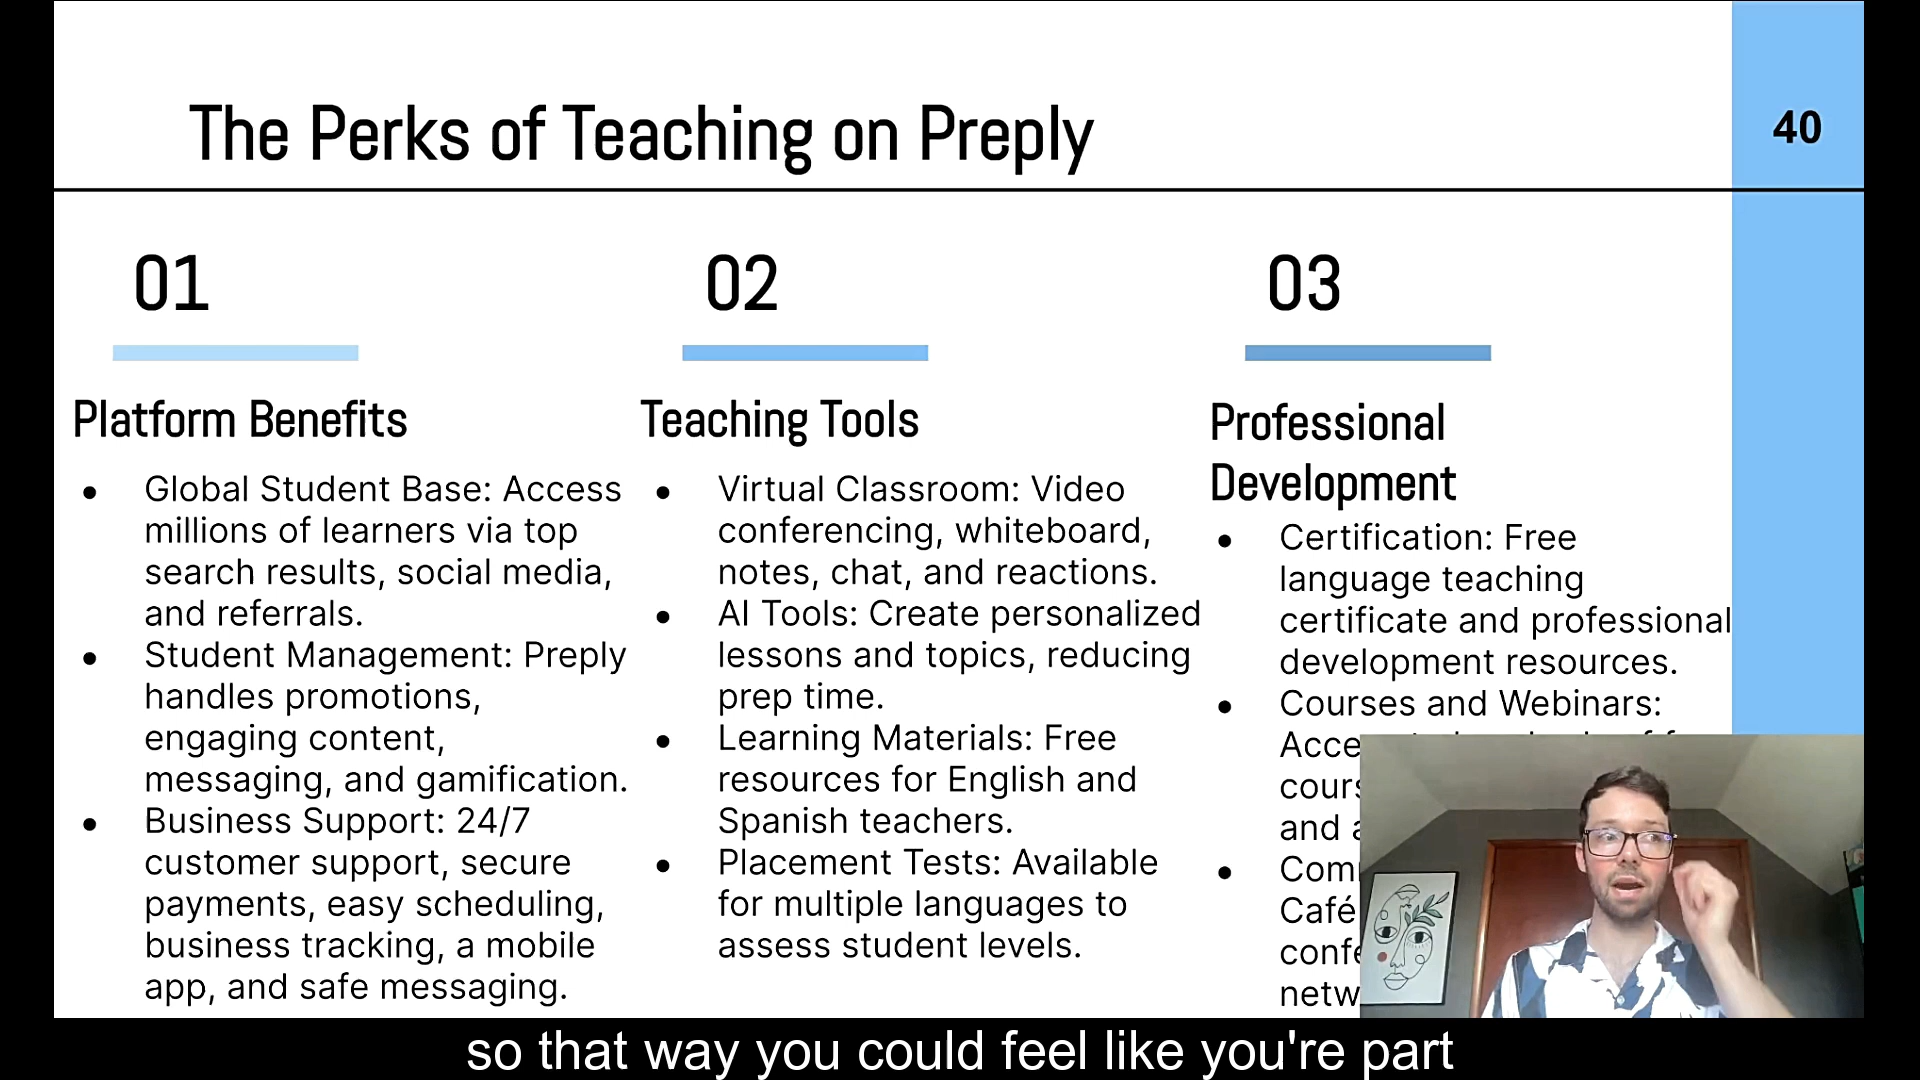 The Perks of Teaching on Preply
40
01
Platform Benefits
● Global Student Base: Access
millions of learners via top
search results, social media,
and referrals.
● Student Management: Preply
handles promotions,
engaging content,
messaging, and gamification.
● Business Support: 24/7
customer support, secure
payments, easy scheduling,
business tracking, a mobile
app, and safe messaging.
02
Teaching Tools
● Virtual Classroom: Video
conferencing, whiteboard,
notes, chat, and reactions.
● AI Tools: Create personalized
lessons and topics, reducing
prep time.
● Learning Materials: Free
resources for English and
Spanish teachers.
● Placement Tests: Available
for multiple languages to
assess student levels.
03
Professional
Development
● Certification: Free
language teaching
certificate and professional
development resources.
● Courses and Webinars:
and
Café
so that way you could feel like you're part